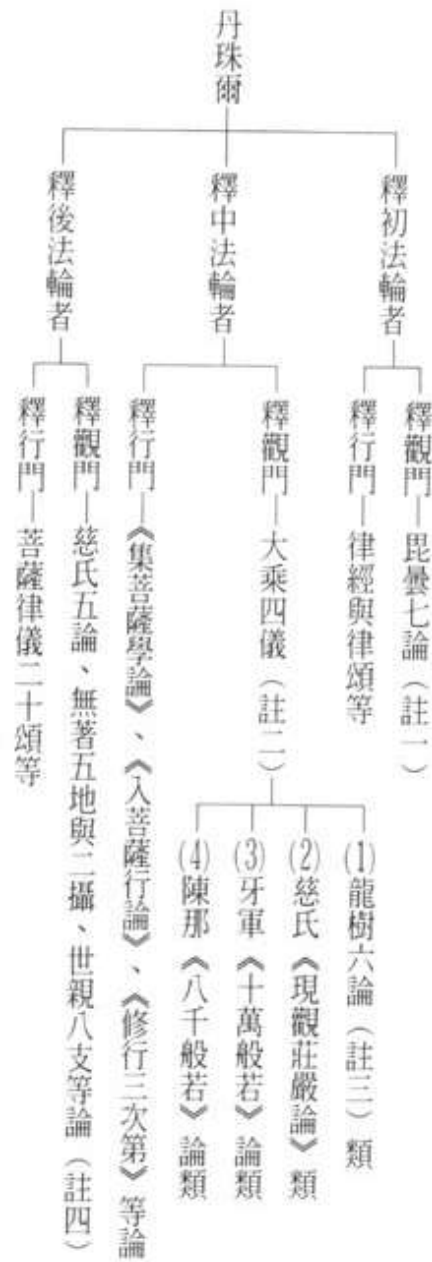 丹珠爾
釋初法輪者
釋觀門
毘曇七論（註一）
釋行門
律經與律頌等
釋中法輪者
釋觀門
大乘四儀（註二）
(1)龍樹六論（註三）類
(2)慈氏《現觀莊嚴論》類
(3)牙軍《十萬般若》論類
(4)陳那《八千般若》論類
釋行門
《集菩薩學論》、《入菩薩行論》、《修行三次第》等論
釋後法輪者
釋觀門
慈氏五論、無著五地與二攝、世親八支等論（註四）
釋行門
菩薩律儀二十頌等